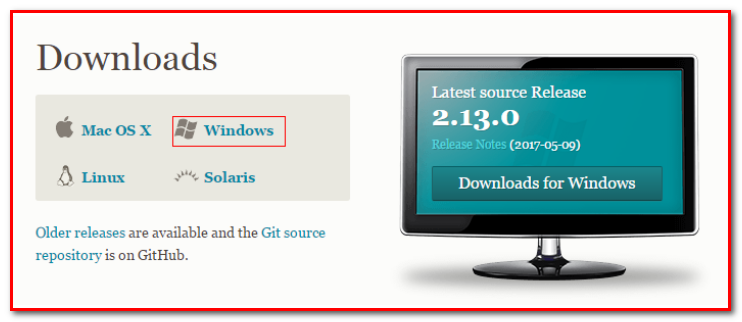 Downloads
Mac OS X
Windows
Linux
Solaris
Older releases are available and the Git source
repository is on GitHub.
Latest source Release
2.13.0
Release Notes (2017-05-09)
Downloads for Windows